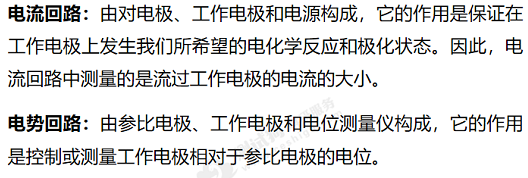 电流回路：由对电极、工作电极和电源构成，它的作用是保证在
工作电极上发生我们所希望的电化学反应和极化状态。因此，电
流回路中测量的是流过工作电极的电流的大小。
电势回路：由参比电极、工作电极和电位测量仪构成，它的作用
是控制或测量工作电极相对于参比电极的电位。